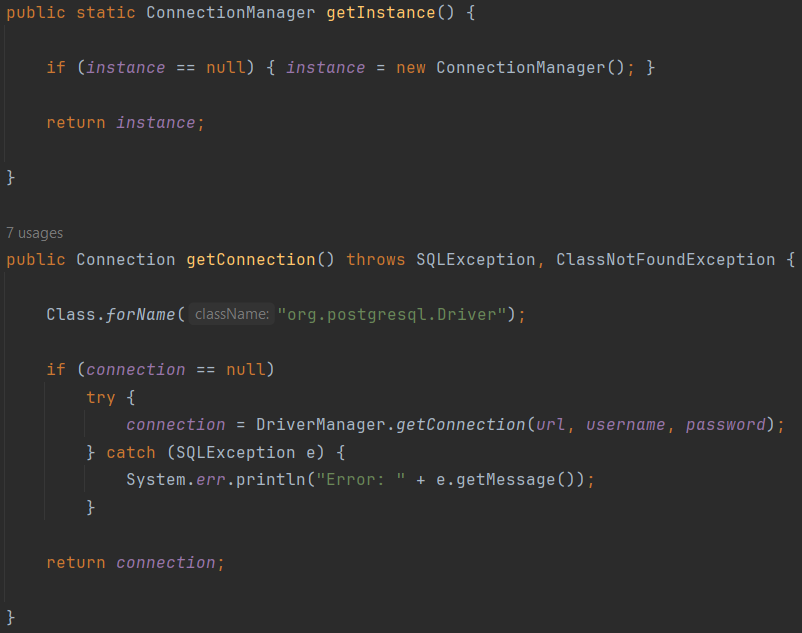 public static ConnectionManager getInstance() {
if (instance == null) { instance = new ConnectionManager(); }
return instance;
}
7 usages
public Connection getConnection() throws SQLException, ClassNotFoundException {
Class.forName( className: "org.postgresql.Driver");
if (connection == null)
try {
connection = DriverManager.getConnection(url, username, password);
} catch (SQLException e) {
System.err.println("Error: " + e.getMessage());
}
return connection;
}